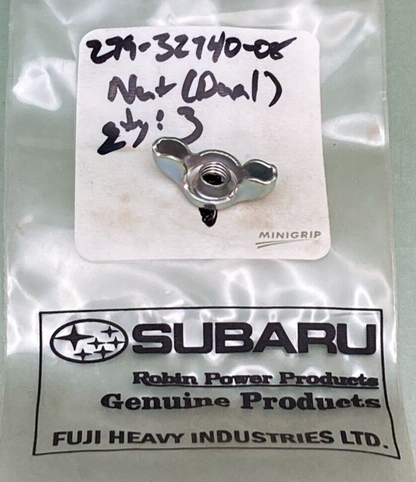 279-32740-08
Nut (Dual)
qty: 3
MINIGRIP
SUBARU
Robin Power Products
Genuine Products
FUJI HEAVY INDUSTRIES LTD.